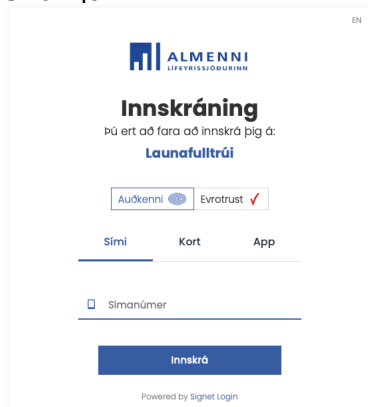 EN
ALMENNI
LÍFEYRISSJÓÐURINN
Innskráning
Þú ert að fara að innskrá þig á:
Launafulltrúi
Auðkenni Evrotrust
Sími Kort App
Símanúmer
Innskrá
Powered by Signet Login